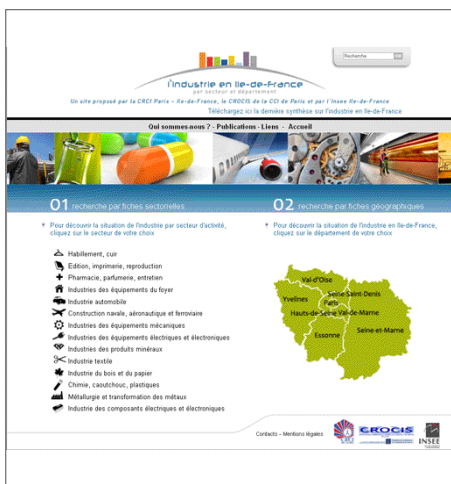 Recherche
l'industrie en Ile-de-France
par secteur et département
Un site proposé par la CRCI Paris - Ile-de-France, le CROCIS de la CCI de Paris et par l'Insee Ile-de-France
Téléchargez ici la dernière synthèse sur l'industrie en Ile-de-France
Qui sommes-nous ? - Publications - Liens - Accueil
01 recherche par fiches sectorielles
02 recherche par fiches géographiques
Pour découvrir la situation de l'industrie par secteur d'activité,
cliquez sur le secteur de votre choix
Pour découvrir la situation de l'industrie en Ile-de-France,
cliquez sur le département de votre choix
Habillement, cuir
Edition, imprimerie, reproduction
Pharmacie, parfumerie, entretien
Industries des équipements du foyer
Industrie automobile
Construction navale, aéronautique et ferroviaire
Industries des équipements mécaniques
Industries des équipements électriques et électroniques
Industries des produits minéraux
Industrie textile
Industrie du bois et du papier
Chimie, caoutchouc, plastiques
Métallurgie et transformation des métaux
Industrie des composants électriques et électroniques
Val-d'Oise
Yvelines
Seine-Saint-Denis
Paris
Hauts-de-Seine
Val-de-Marne
Essonne
Seine-et-Marne
Contacts - Mentions légales
CROCIS
INSEE